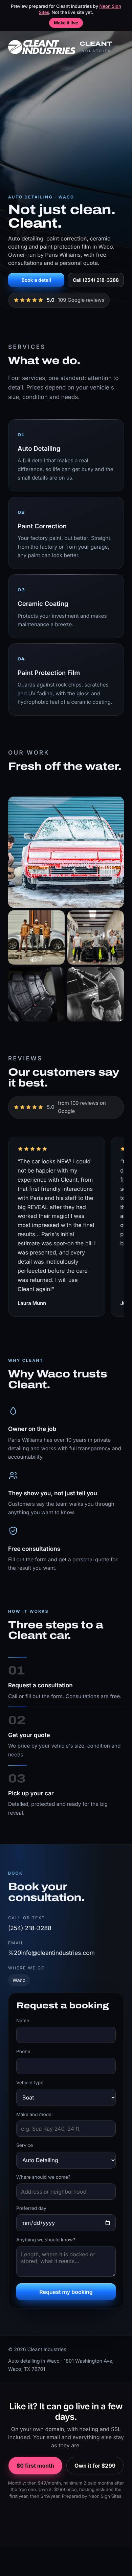 Preview prepared for Cleant Industries by Neon Sign
Sites. Not the live site yet.
Make it live
CLEANT
INDUSTRIES
CLEANT
INDUSTRIES
AUTO DETAILING · WACO
Not just clean.
Cleant.
Auto detailing, paint correction, ceramic
coating and paint protection film in Waco.
Owner-run by Paris Williams, with free
consultations and a personal quote.
Book a detail
Call (254) 218-3288
★★★★★ 5.0 109 Google reviews
SERVICES
What we do.
Four services, one standard: attention to
detail. Prices depend on your vehicle's
size, condition and needs.
01
Auto Detailing
A full detail that makes a real
difference, so life can get busy and the
small details are on us.
02
Paint Correction
Your factory paint, but better. Straight
from the factory or from your garage,
any paint can look better.
03
Ceramic Coating
Protects your investment and makes
maintenance a breeze.
04
Paint Protection Film
Guards against rock chips, scratches
and UV fading, with the gloss and
hydrophobic feel of a ceramic coating.
OUR WORK
Fresh off the water.
REVIEWS
Our customers say
it best.
★★★★★ 5.0 from 109 reviews on
Google
★★★★★
"The car looks NEW! I could
not be happier with my
experience with Cleant, from
that first visit in his schedule
with Paris and his staff to the
big REVEAL after they had
worked their magic! I was
most impressed with the final
results... Paris's initial
estimate was spot-on the bill I
was presented, and every
detail was meticulously
perfected before the care
was returned. I will use
Cleant again!"
Laura Munn
WHY CLEANT
Why Waco trusts
Cleant.
Owner on the job
Paris Williams has over 10 years in private
detailing and works with full transparency and
accountability.
They show you, not just tell you
Customers say the team walks you through
anything you want to know.
Free consultations
Fill out the form and get a personal quote for
the result you want.
HOW IT WORKS
Three steps to a
Cleant car.
01
Request a consultation
Call or fill out the form. Consultations are free.
02
Get your quote
We price by your vehicle's size, condition and
needs.
03
Pick up your car
Detailed, protected and ready for the big
reveal.
BOOK
Book your
consultation.
CALL OR TEXT
(254) 218-3288
EMAIL
%20info@cleantindustries.com
WHERE WE GO
Waco
Request a booking
Name
Phone
Vehicle type
Boat
Make and model
e.g. Sea Ray 240, 24 ft
Service
Auto Detailing
Where should we come?
Address or neighborhood
Preferred day
mm/dd/yyyy
Anything we should know?
Length, where it is docked or
stored, what it needs...
Request my booking
© 2026 Cleant Industries
Auto detailing in Waco · 1801 Washington Ave,
Waco, TX 76701
Like it? It can go live in a few
days.
On your own domain, with hosting and SSL
included. Your email and everything else stay
as they are.
$0 first month
Own it for $299
Monthly: then $49/month, minimum 2 paid months after
the free one. Own it: $299 once, hosting included the
first year, then $49/year. Prepared by Neon Sign Sites.